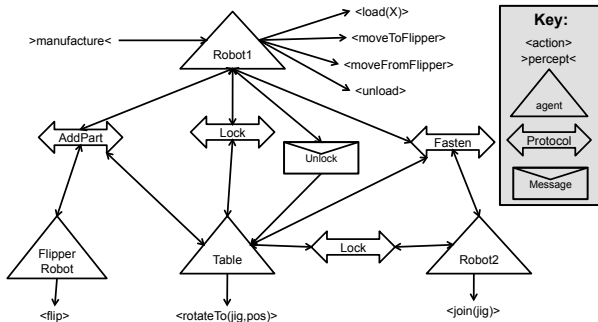 <load(X)>
>manufacture<
Robot1
<moveToFlipper>
<moveFromFlipper>
<unload>
Key:
<action>
>percept<
agent
Protocol
Message
AddPart
Lock
Unlock
Fasten
Flipper
Robot
Table
Lock
Robot2
<flip>
<rotateTo(jig,pos)>
<join(jig)>